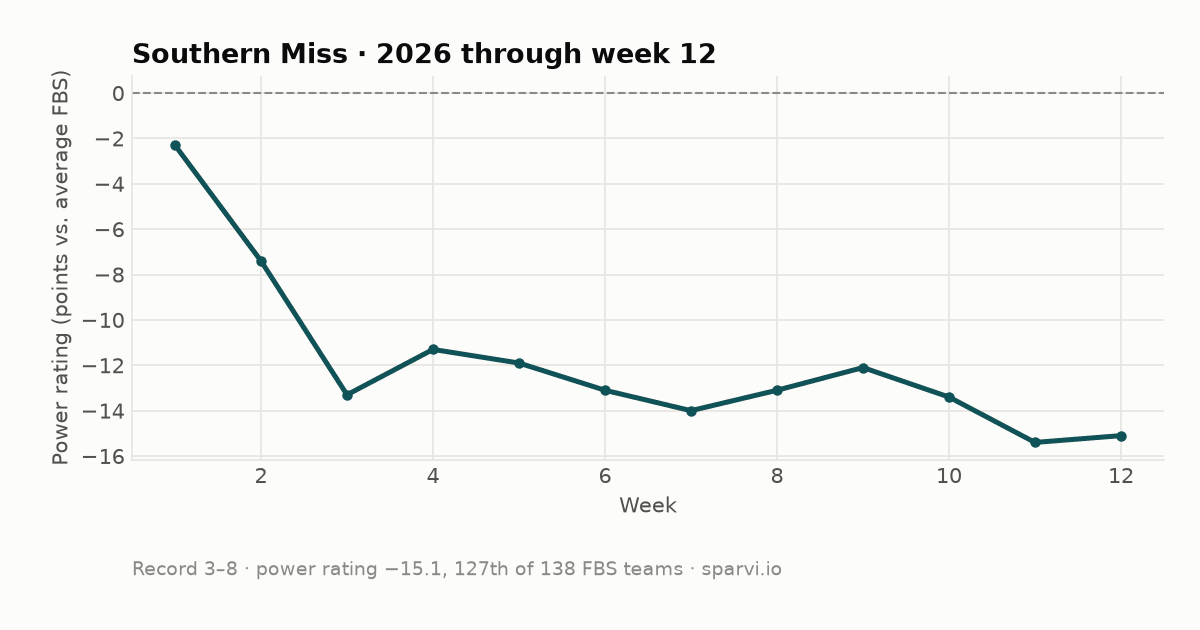 Southern Miss · 2026 through week 12
Power rating (points vs. average FBS)
0
−2
−4
−6
−8
−10
−12
−14
−16
2 4 6 8 10 12
Week
Record 3–8 · power rating −15.1, 127th of 138 FBS teams · sparvi.io